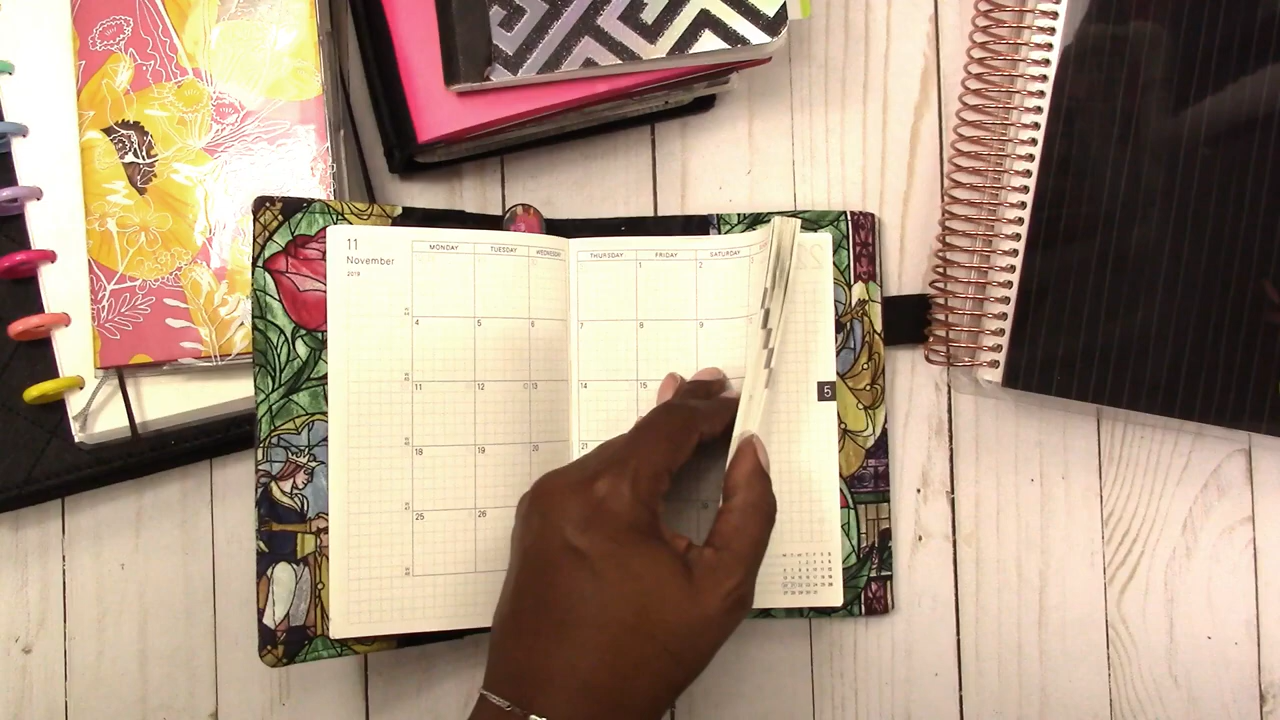 11
November
2019
MONDAY TUESDAY WEDNESDAY THURSDAY FRIDAY SATURDAY
1 2
4 5 6 7 8 9
11 12 13 14 15
18 19 20 21
25 26
30
5